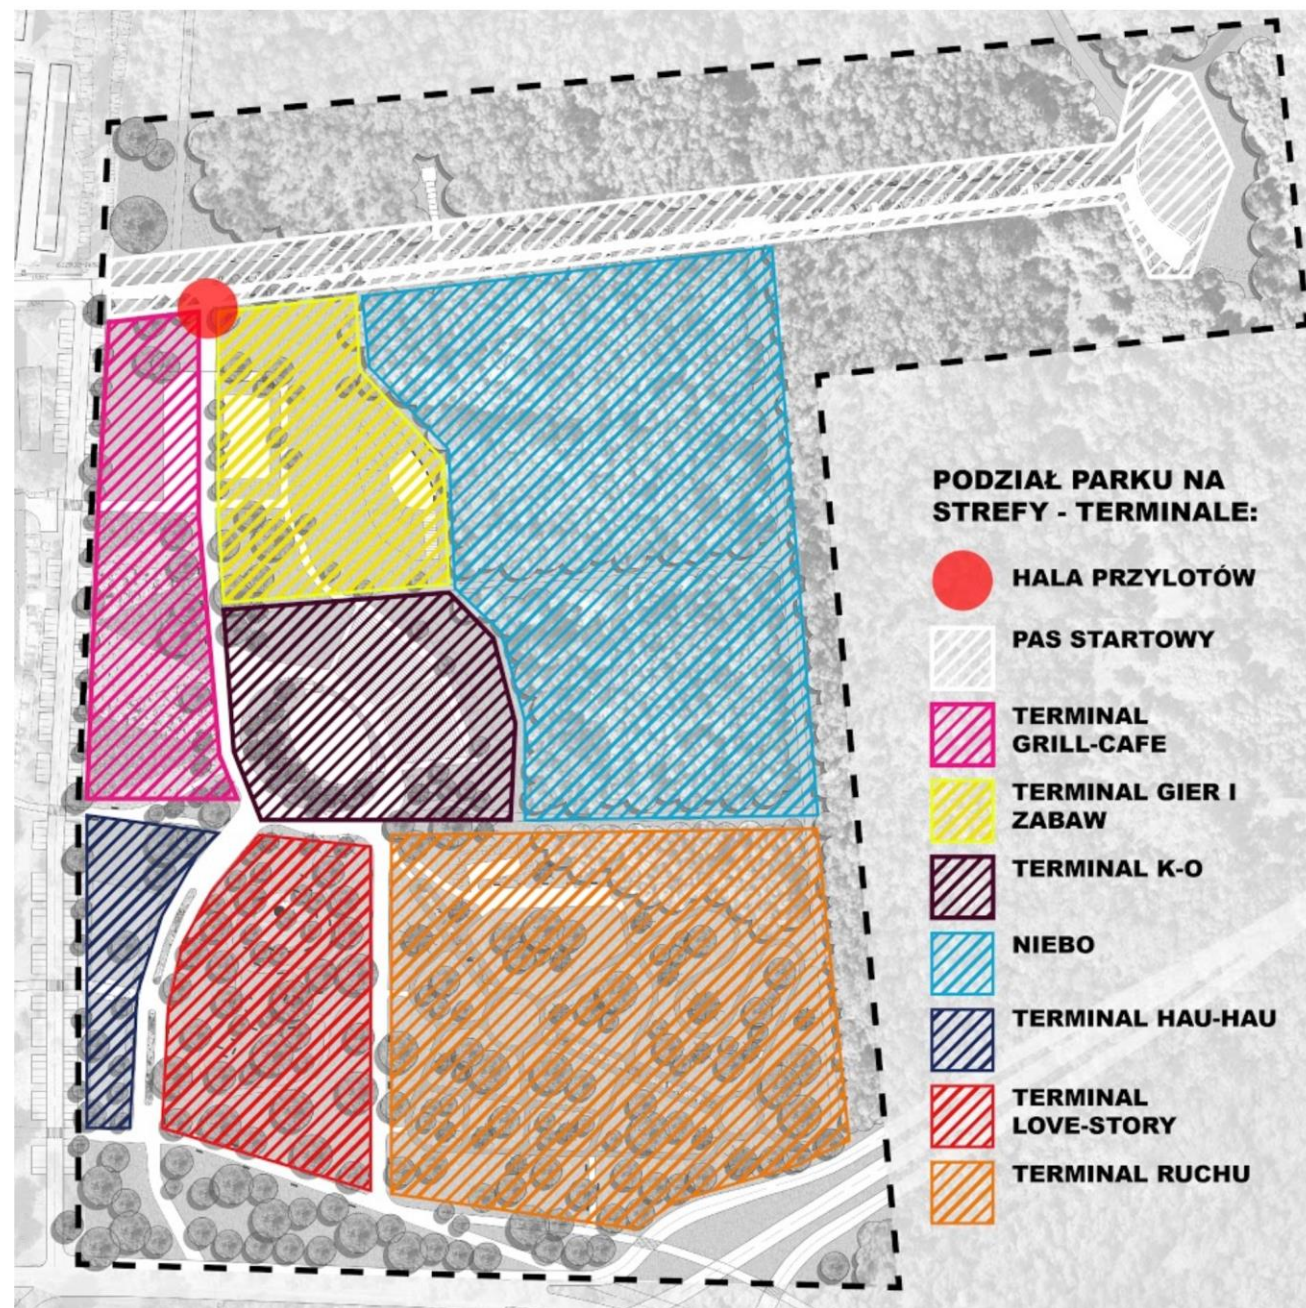 PODZIAŁ PARKU NA
STREFY - TERMINALE:
HALA PRZYLOTÓW
PAS STARTOWY
TERMINAL
GRILL-CAFE
TERMINAL GIER I
ZABAW
TERMINAL K-O
NIEBO
TERMINAL HAU-HAU
TERMINAL
LOVE-STORY
TERMINAL RUCHU